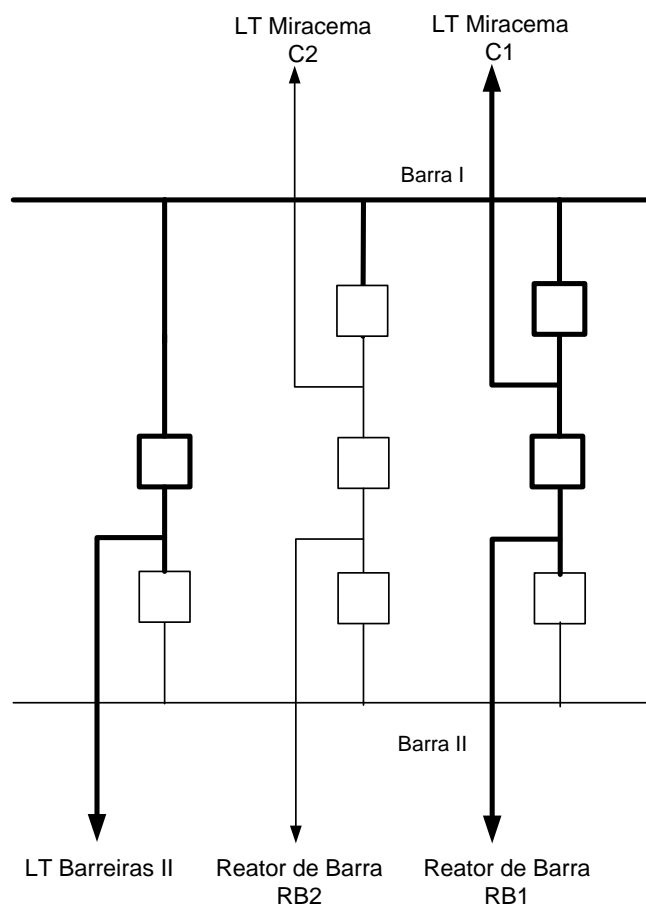 LT Miracema
C2
LT Miracema
C1
Barra I
Barra II
LT Barreiras II
Reator de Barra
RB2
Reator de Barra
RB1